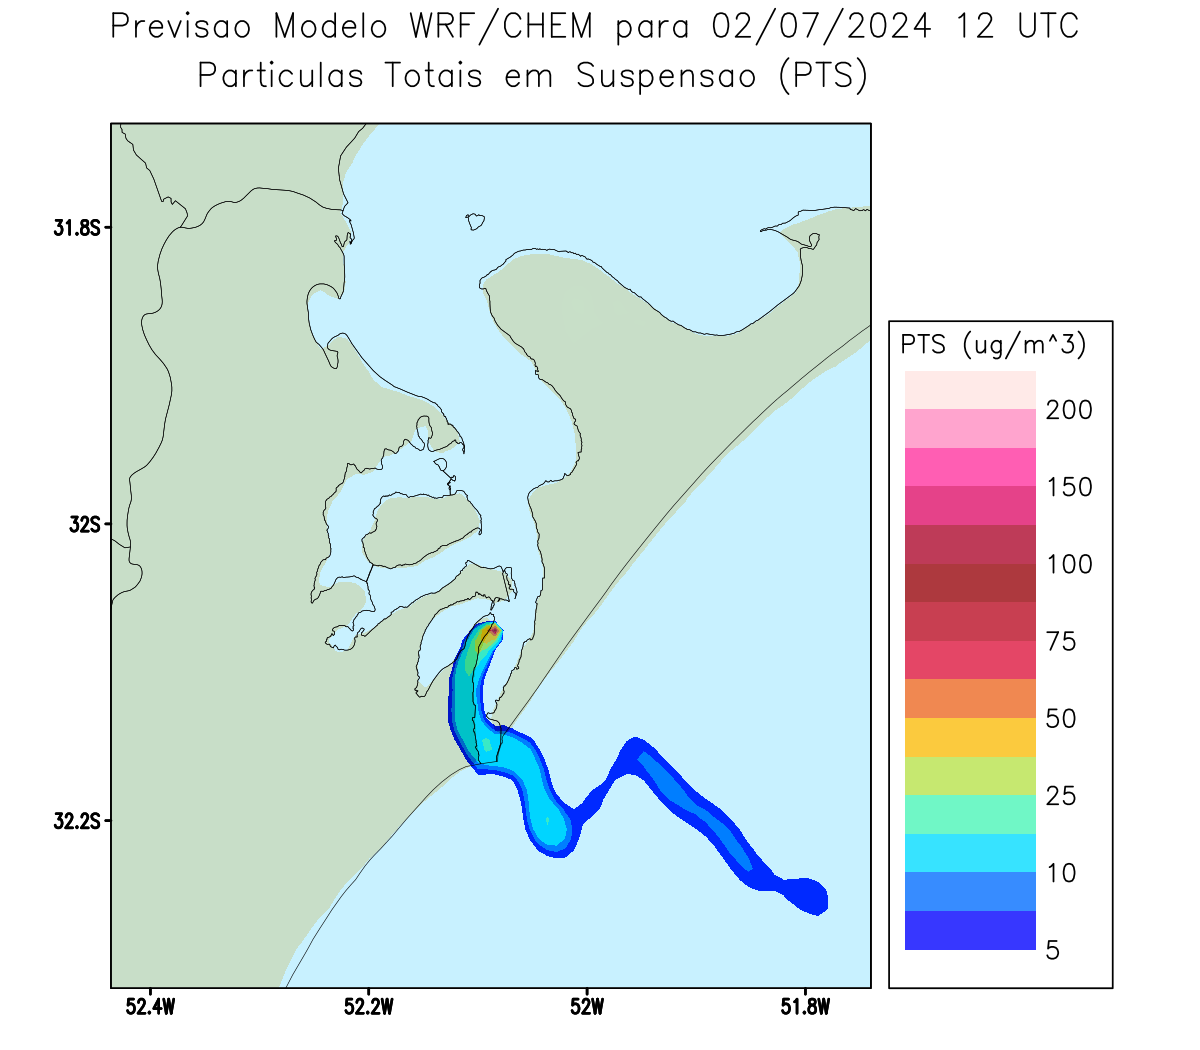 Previsao Modelo WRF/CHEM para 02/07/2024 12 UTC
Particulas Totais em Suspensao (PTS)
31.8S
32S
32.2S
52.4W
52.2W
52W
51.8W
PTS (ug/m^3)
200
150
100
75
50
25
10
5